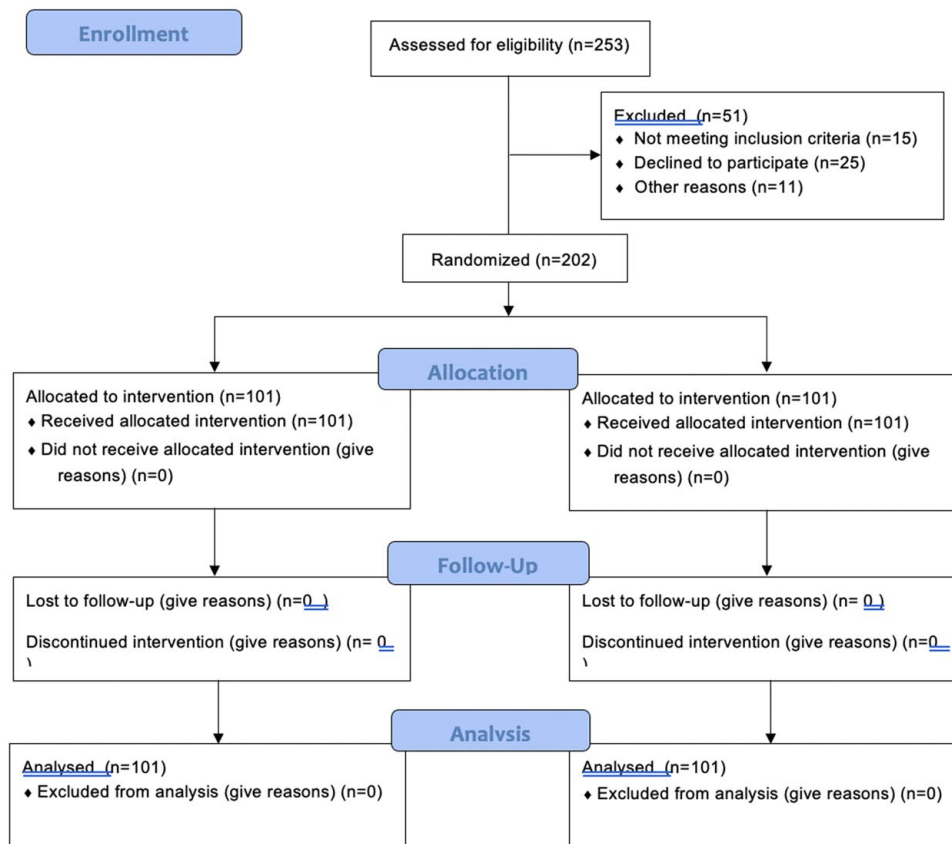 Enrollment
Assessed for eligibility (n=253)
Excluded (n=51)
♦ Not meeting inclusion criteria (n=15)
♦ Declined to participate (n=25)
♦ Other reasons (n=11)
Randomized (n=202)
Allocation
Allocated to intervention (n=101)
♦ Received allocated intervention (n=101)
♦ Did not receive allocated intervention (give
reasons) (n=0)
Allocated to intervention (n=101)
♦ Received allocated intervention (n=101)
♦ Did not receive allocated intervention (give
reasons) (n=0)
Follow-Up
Lost to follow-up (give reasons) (n=0 )
Discontinued intervention (give reasons) (n= 0
)
Lost to follow-up (give reasons) (n= 0 )
Discontinued intervention (give reasons) (n=0
)
Analysis
Analysed (n=101)
♦ Excluded from analysis (give reasons) (n=0)
Analysed (n=101)
♦ Excluded from analysis (give reasons) (n=0)